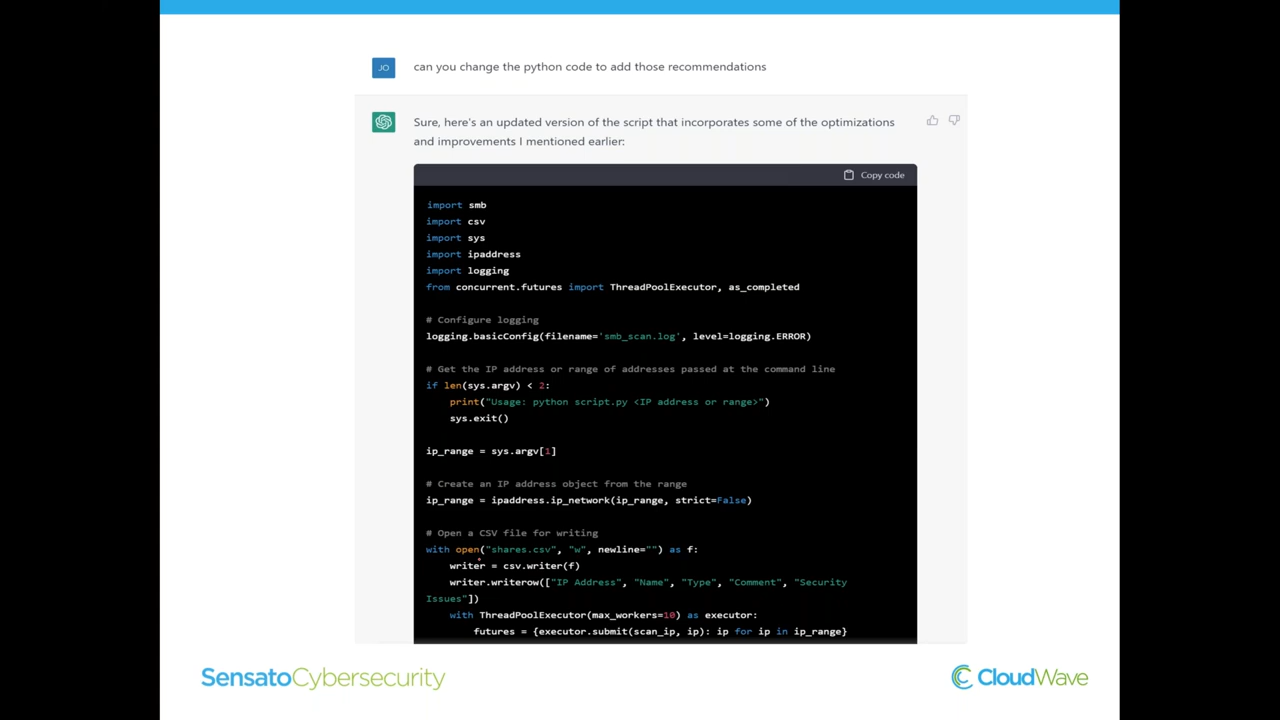 JO can you change the python code to add those recommendations
Sure, here's an updated version of the script that incorporates some of the optimizations
and improvements I mentioned earlier:
Copy code
import smb
import csv
import sys
import ipaddress
import logging
from concurrent.futures import ThreadPoolExecutor, as_completed
# Configure logging
logging.basicConfig(filename='smb_scan.log', level=logging.ERROR)
# Get the IP address or range of addresses passed at the command line
if len(sys.argv) < 2:
    print("Usage: python script.py <IP address or range>")
    sys.exit()
ip_range = sys.argv[1]
# Create an IP address object from the range
ip_range = ipaddress.ip_network(ip_range, strict=False)
# Open a CSV file for writing
with open("shares.csv", "w", newline="") as f:
    writer = csv.writer(f)
    writer.writerow(["IP Address", "Name", "Type", "Comment", "Security
Issues"])
    with ThreadPoolExecutor(max_workers=10) as executor:
        futures = {executor.submit(scan_ip, ip): ip for ip in ip_range}
SensatoCybersecurity
CloudWave